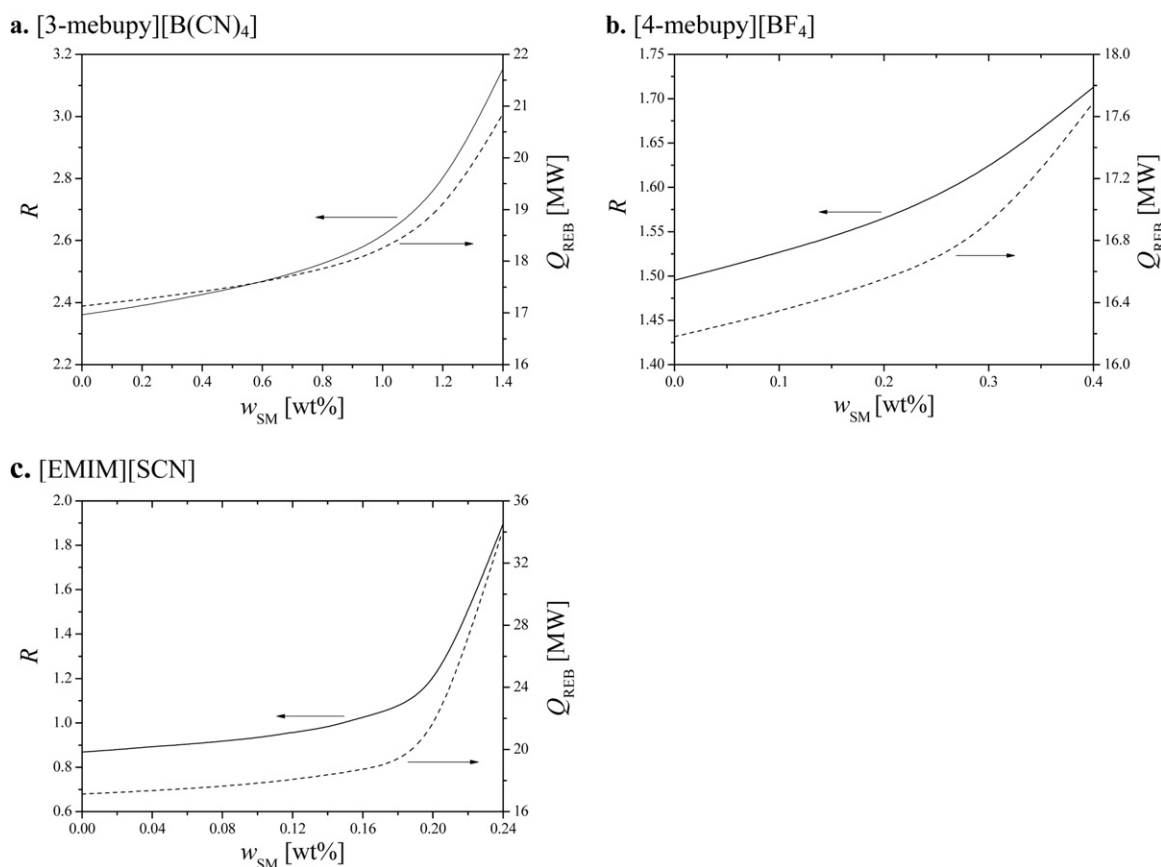 a. [3-mebupy][B(CN)4]
3.2
3.0
2.8
2.6
2.4
2.2
R
22
21
20
19
18
17
16
QREB [MW]
0.0 0.2 0.4 0.6 0.8 1.0 1.2 1.4
wSM [wt%]
b. [4-mebupy][BF4]
1.75
1.70
1.65
1.60
1.55
1.50
1.45
1.40
R
18.0
17.6
17.2
16.8
16.4
16.0
QREB [MW]
0.0 0.1 0.2 0.3 0.4
wSM [wt%]
c. [EMIM][SCN]
2.0
1.8
1.6
1.4
1.2
1.0
0.8
0.6
R
36
32
28
24
20
16
QREB [MW]
0.00 0.04 0.08 0.12 0.16 0.20 0.24
wSM [wt%]